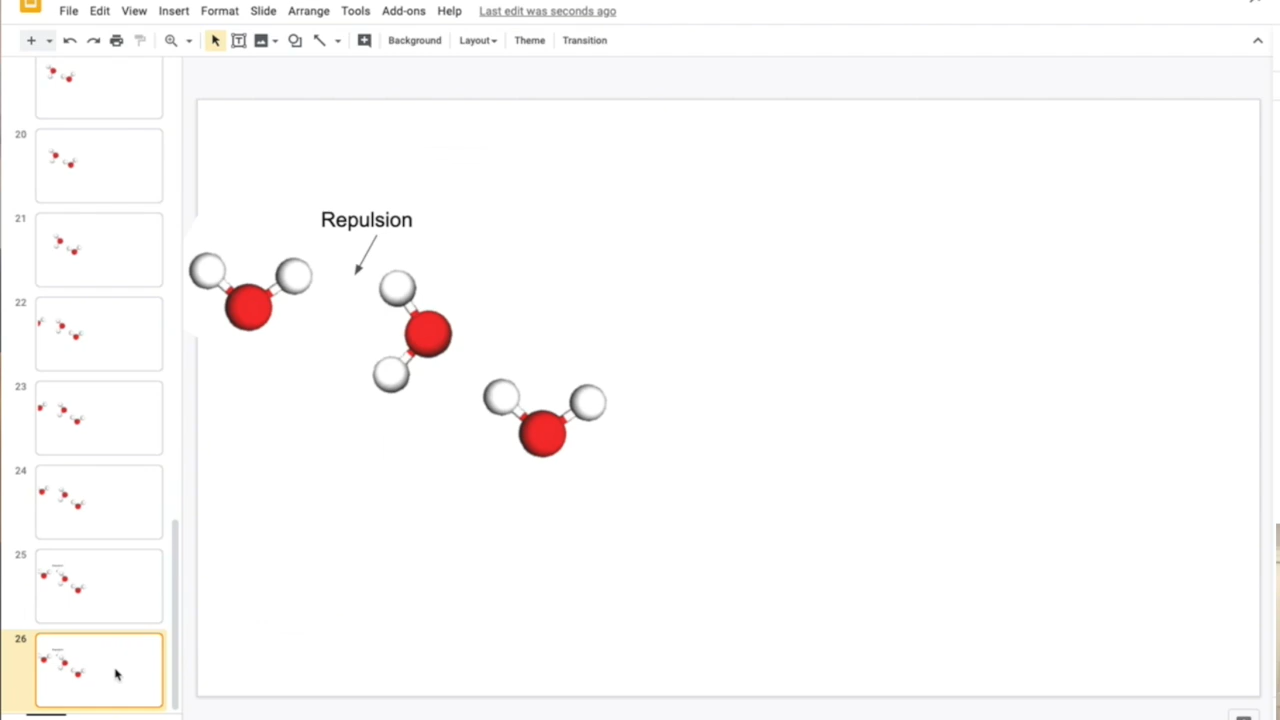 File Edit View Insert Format Slide Arrange Tools Add-ons Help Last edit was seconds ago
Background Layout Theme Transition
20
21
22
23
24
25
26
Repulsion